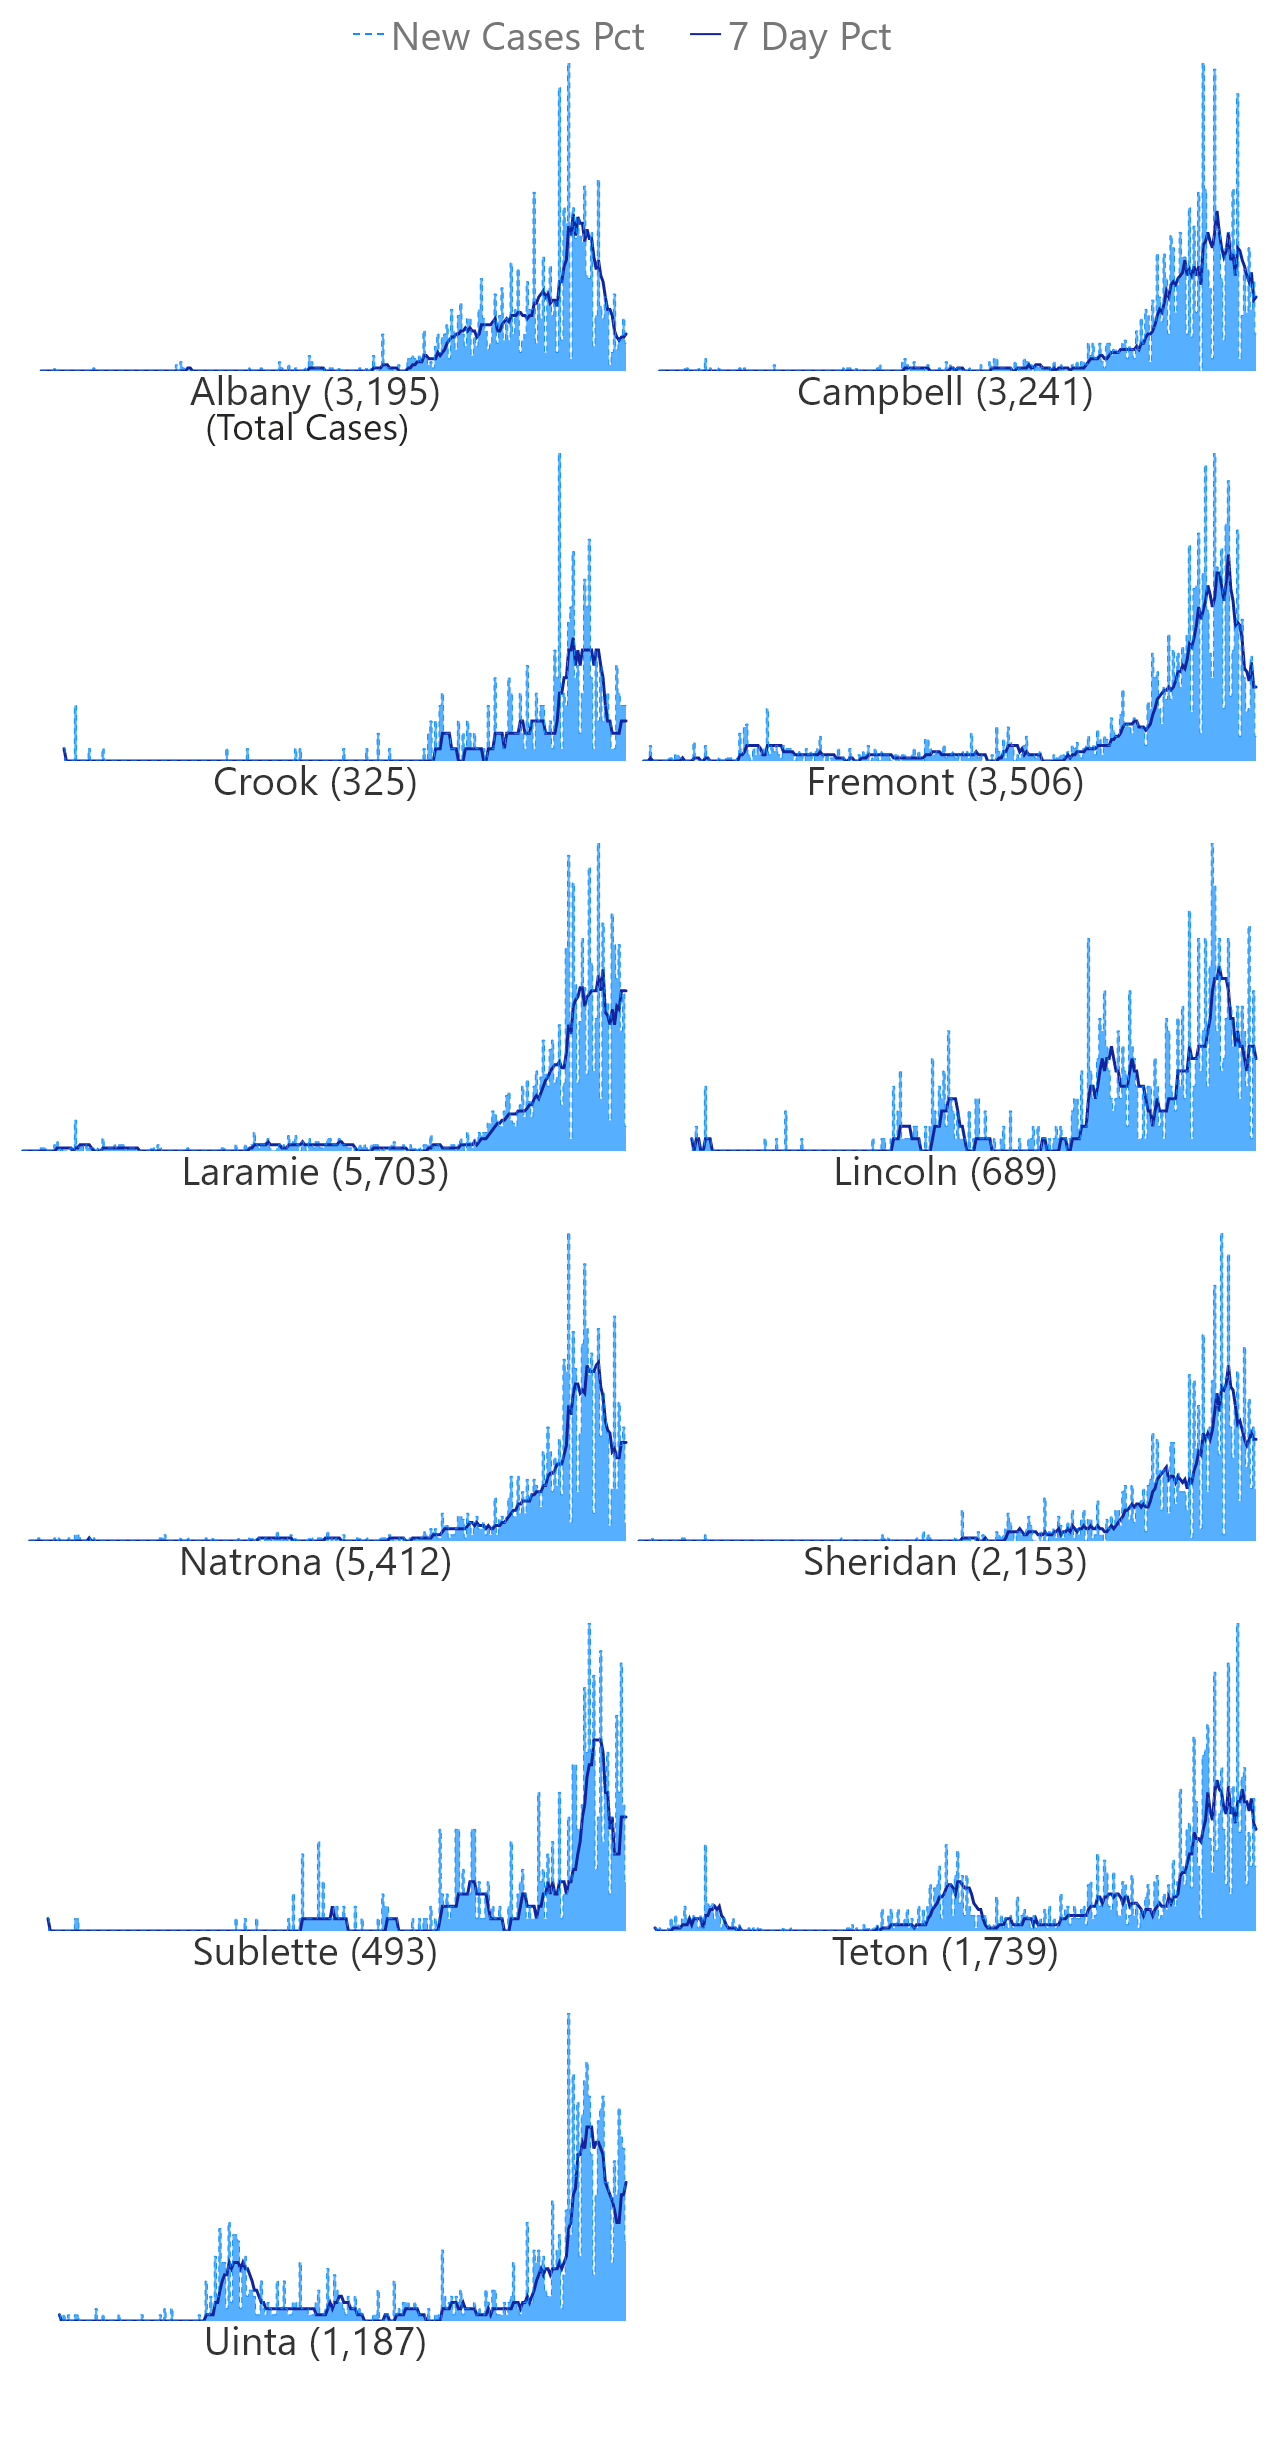 New Cases Pct 7 Day Pct
Albany (3,195) Campbell (3,241)
(Total Cases)
Crook (325) Fremont (3,506)
Laramie (5,703) Lincoln (689)
Natrona (5,412) Sheridan (2,153)
Sublette (493) Teton (1,739)
Uinta (1,187)